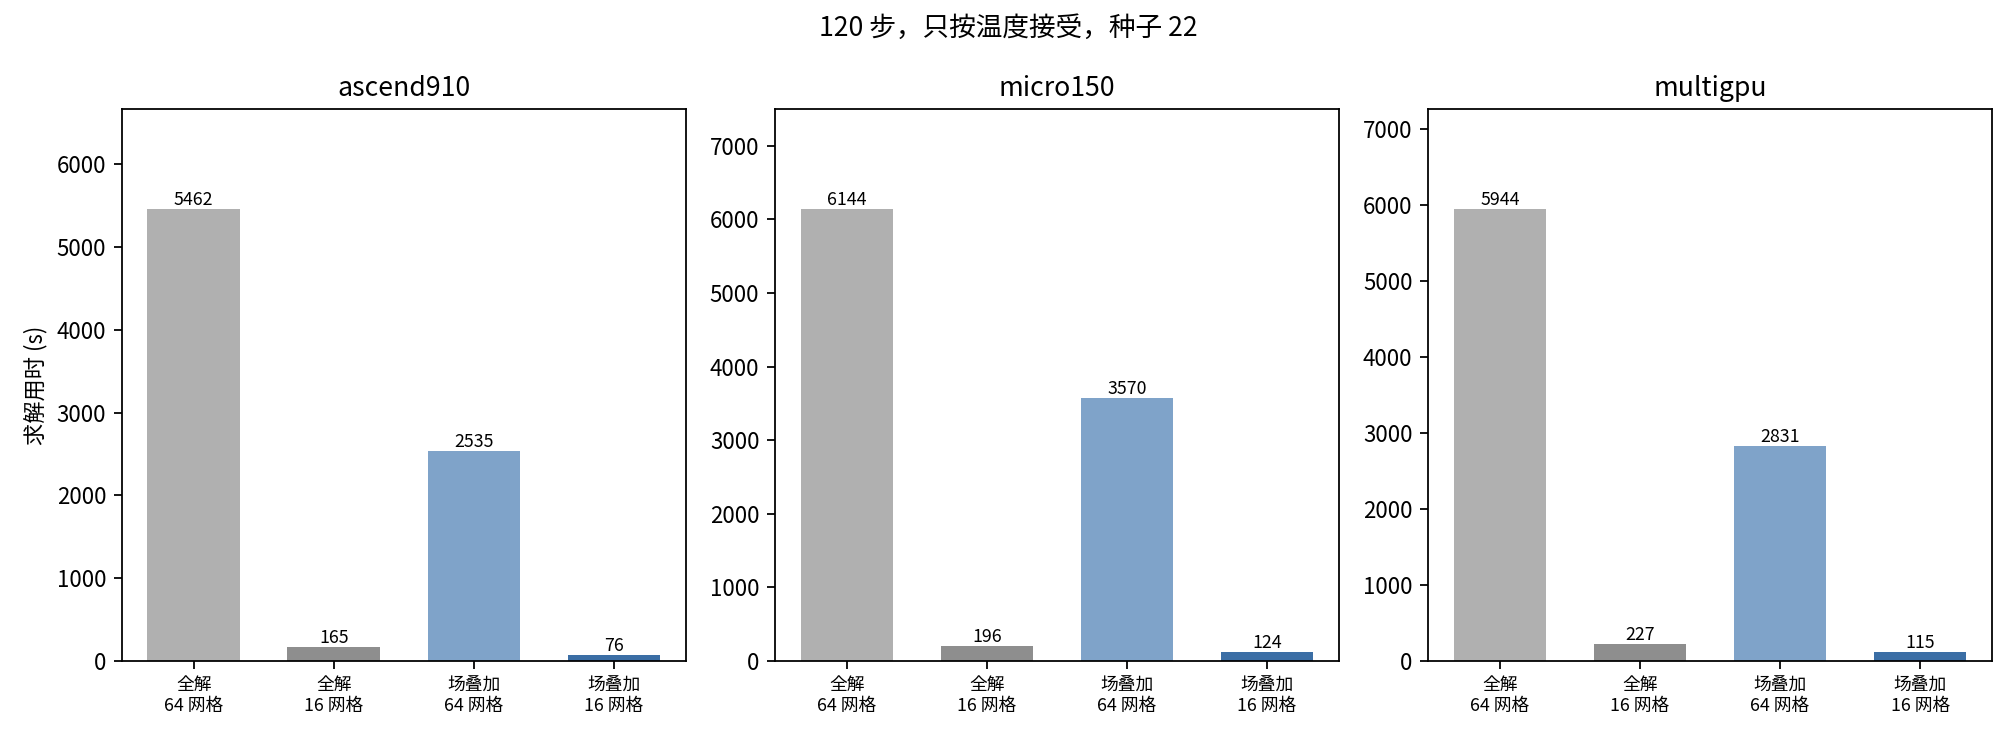 120 步，只按温度接受，种子 22
ascend910
求解用时 (s)
6000
5000
4000
3000
2000
1000
0
5462
165
2535
76
全解
64 网格
全解
16 网格
场叠加
64 网格
场叠加
16 网格
micro150
7000
6000
5000
4000
3000
2000
1000
0
6144
196
3570
124
全解
64 网格
全解
16 网格
场叠加
64 网格
场叠加
16 网格
multigpu
7000
6000
5000
4000
3000
2000
1000
0
5944
227
2831
115
全解
64 网格
全解
16 网格
场叠加
64 网格
场叠加
16 网格